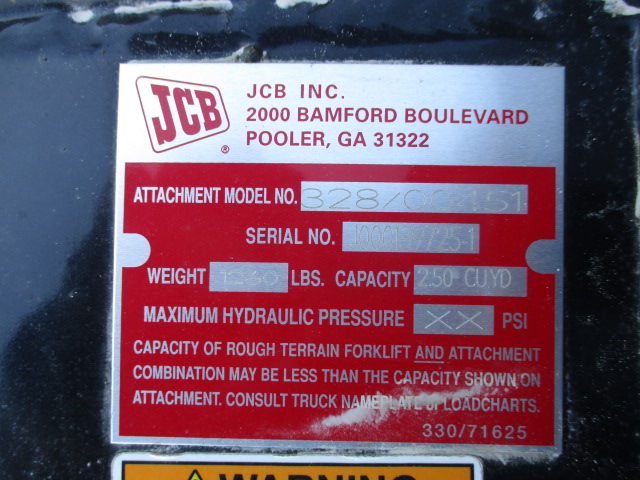 JCB INC.
JCB
®
2000 BAMFORD BOULEVARD
POOLER, GA 31322
ATTACHMENT MODEL NO.
SERIAL NO.
WEIGHT 1260 LBS. CAPACITY 2.50 CU.YD
MAXIMUM HYDRAULIC PRESSURE XX PSI
CAPACITY OF ROUGH TERRAIN FORKLIFT AND ATTACHMENT
COMBINATION MAY BE LESS THAN THE CAPACITY SHOWN ON
ATTACHMENT. CONSULT TRUCK NAMEPLATE LOADCHARTS.
330/71625
WARNING